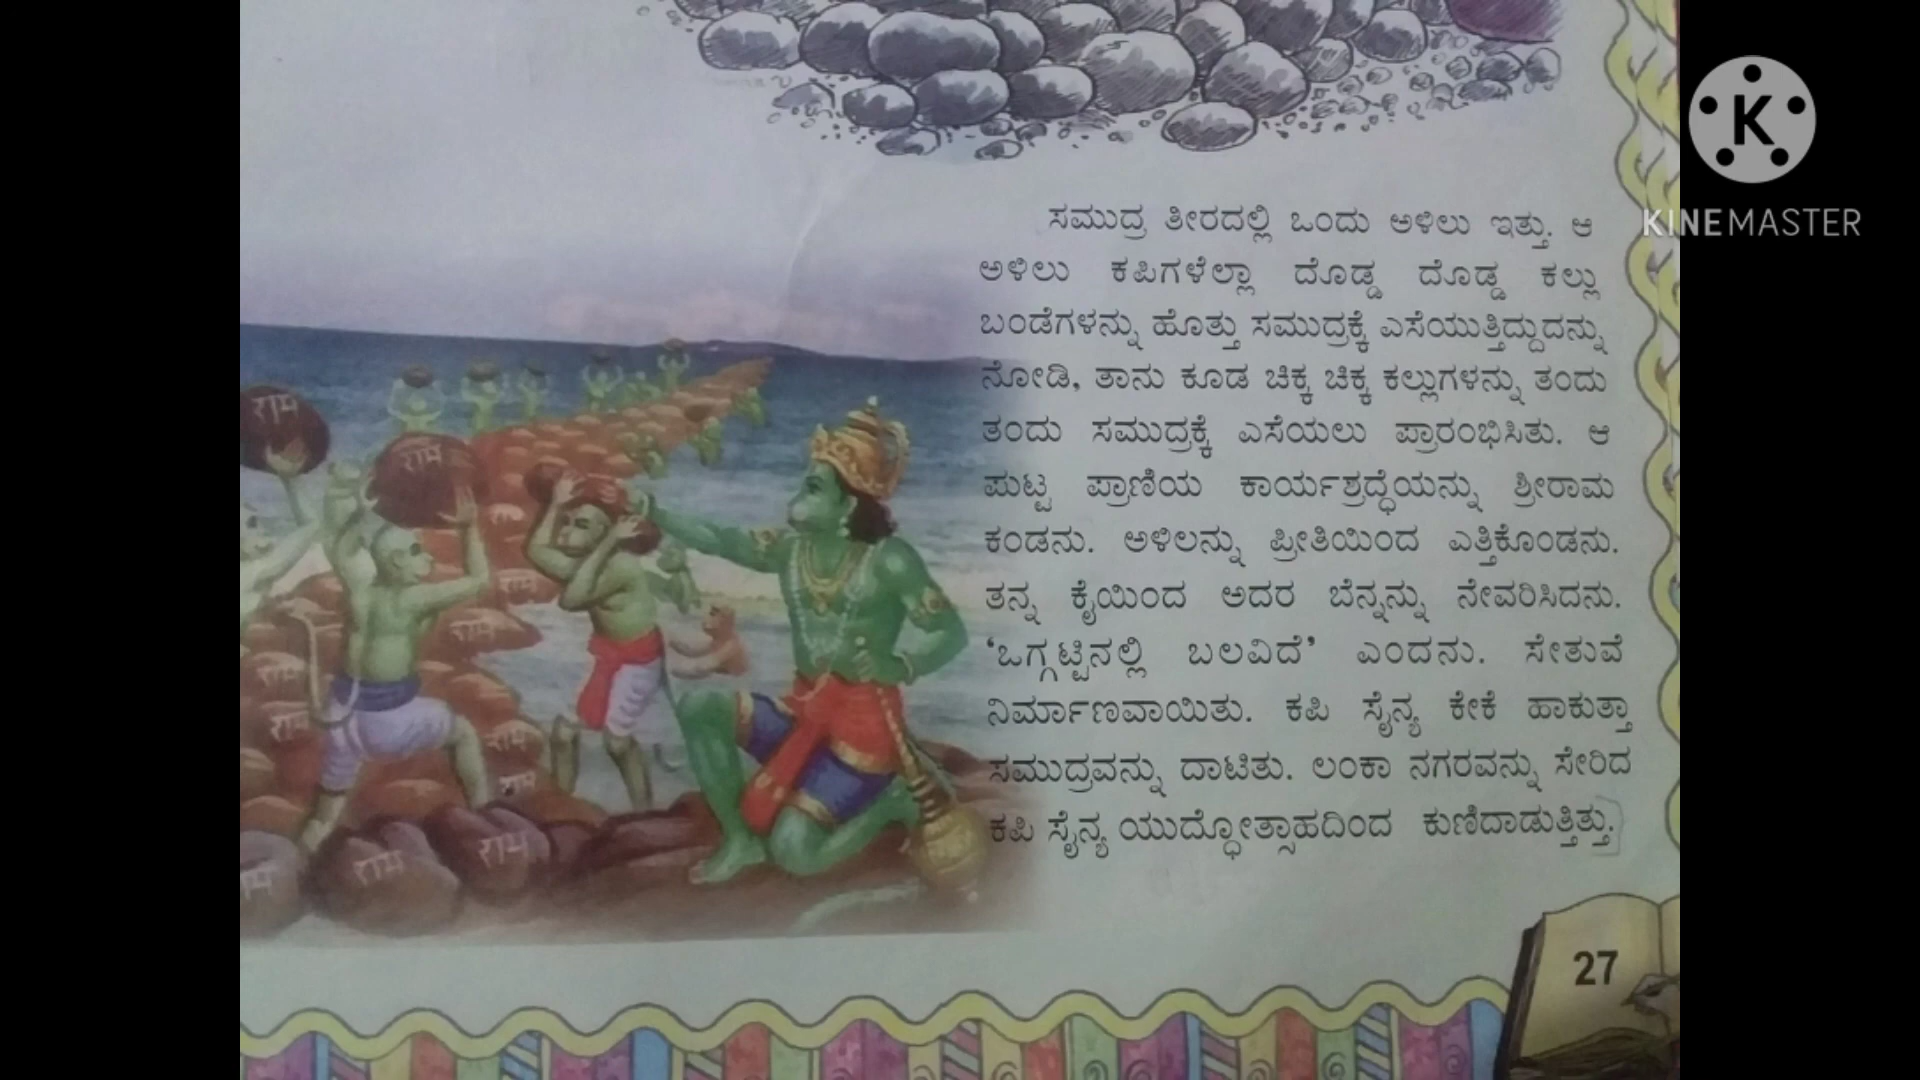 ಸಮುದ್ರ ತೀರದಲ್ಲಿ ಒಂದು ಅಳಿಲು ಇತ್ತು. ಆ
ಅಳಿಲು ಕಪಿಗಳೆಲ್ಲಾ ದೊಡ್ಡ ದೊಡ್ಡ ಕಲ್ಲು
ಬಂಡೆಗಳನ್ನು ಹೊತ್ತು ಸಮುದ್ರಕ್ಕೆ ಎಸೆಯುತ್ತಿದ್ದುದನ್ನು
ನೋಡಿ, ತಾನು ಕೂಡ ಚಿಕ್ಕ ಚಿಕ್ಕ ಕಲ್ಲುಗಳನ್ನು ತಂದು
ತಂದು ಸಮುದ್ರಕ್ಕೆ ಎಸೆಯಲು ಪ್ರಾರಂಭಿಸಿತು. ಆ
ಪುಟ್ಟ ಪ್ರಾಣಿಯ ಕಾರ್ಯಶ್ರದ್ಧೆಯನ್ನು ಶ್ರೀರಾಮ
ಕಂಡನು. ಅಳಿಲನ್ನು ಪ್ರೀತಿಯಿಂದ ಎತ್ತಿಕೊಂಡನು.
ತನ್ನ ಕೈಯಿಂದ ಅದರ ಬೆನ್ನನ್ನು ನೇವರಿಸಿದನು.
‘ಒಗ್ಗಟ್ಟಿನಲ್ಲಿ ಬಲವಿದೆ’ ಎಂದನು. ಸೇತುವೆ
ನಿರ್ಮಾಣವಾಯಿತು. ಕಪಿ ಸೈನ್ಯ ಕೇಕೆ ಹಾಕುತ್ತಾ
ಸಮುದ್ರವನ್ನು ದಾಟಿತು. ಲಂಕಾ ನಗರವನ್ನು ಸೇರಿದ
ಕಪಿ ಸೈನ್ಯ ಯುದ್ಧೋತ್ಸಾಹದಿಂದ ಕುಣಿದಾಡುತ್ತಿತ್ತು.
राम
राम
राम
राम
राम
राम
राम
राम
राम
राम
27
K
KINEMASTER